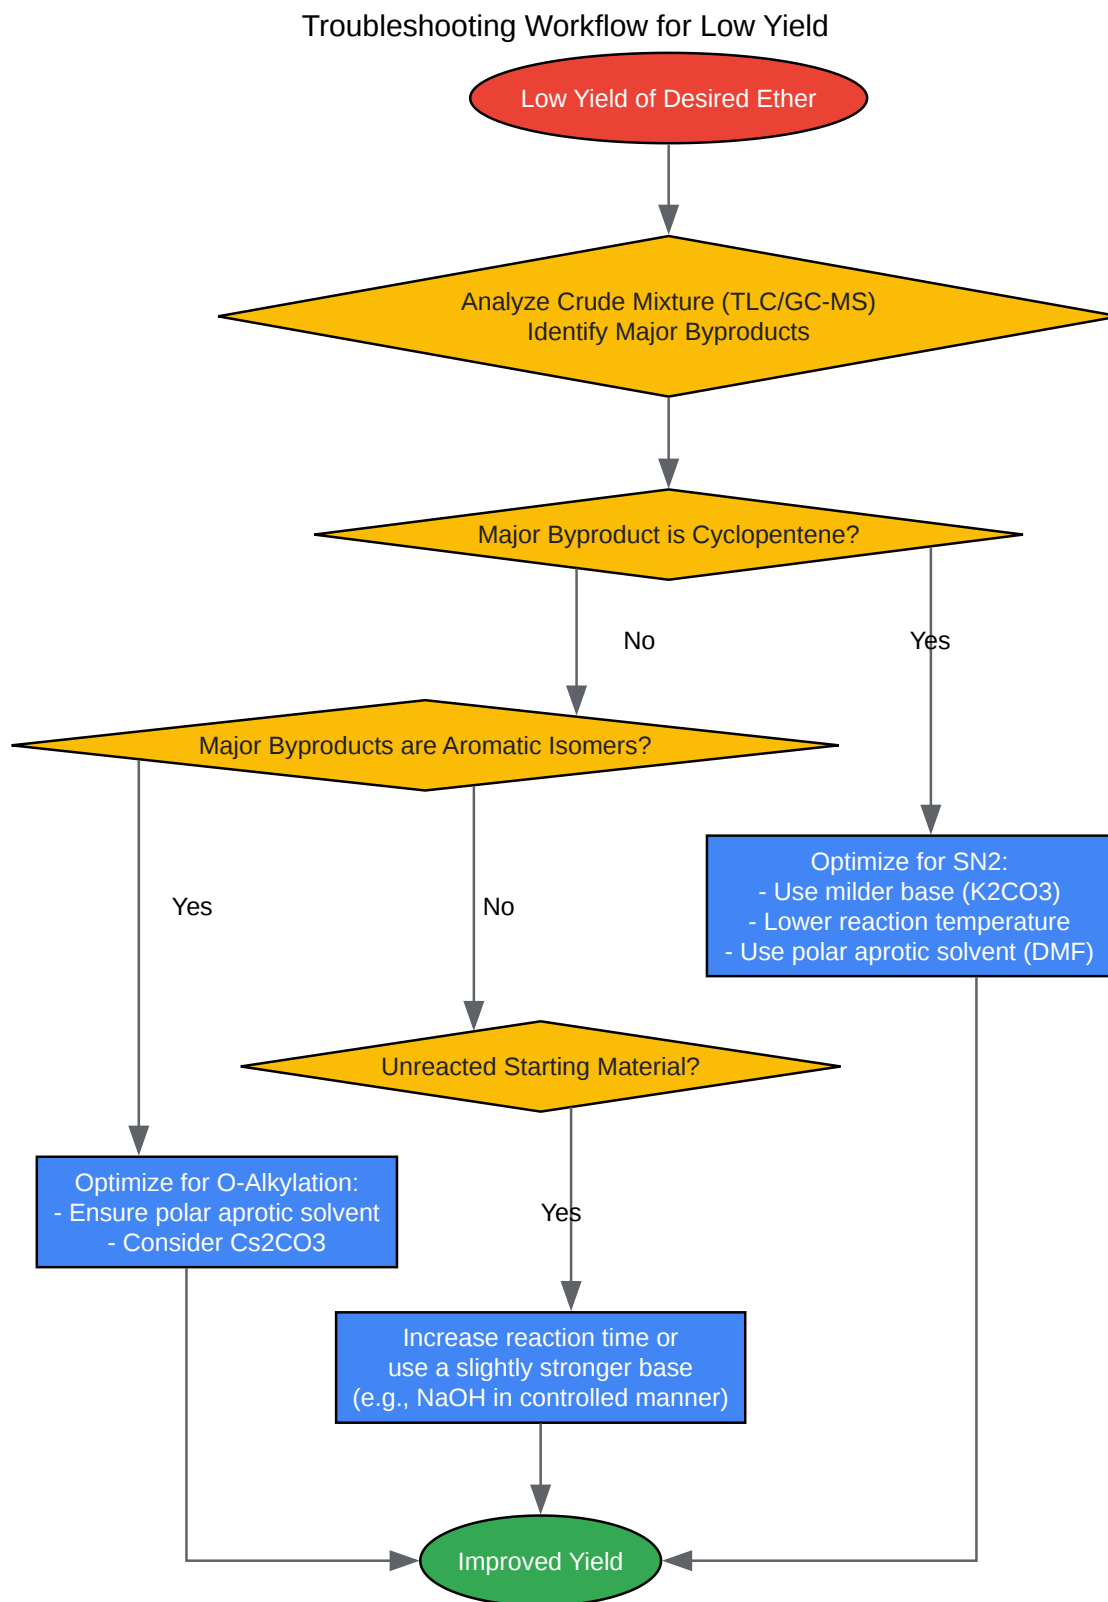 Troubleshooting Workflow for Low Yield
Low Yield of Desired Ether
Analyze Crude Mixture (TLC/GC-MS)
Identify Major Byproducts
Major Byproduct is Cyclopentene?
No
Yes
Major Byproducts are Aromatic Isomers?
Optimize for SN2:
- Use milder base (K2CO3)
- Lower reaction temperature
- Use polar aprotic solvent (DMF)
Yes
No
Unreacted Starting Material?
Optimize for O-Alkylation:
- Ensure polar aprotic solvent
- Consider Cs2CO3
Yes
Increase reaction time or
use a slightly stronger base
(e.g., NaOH in controlled manner)
Improved Yield